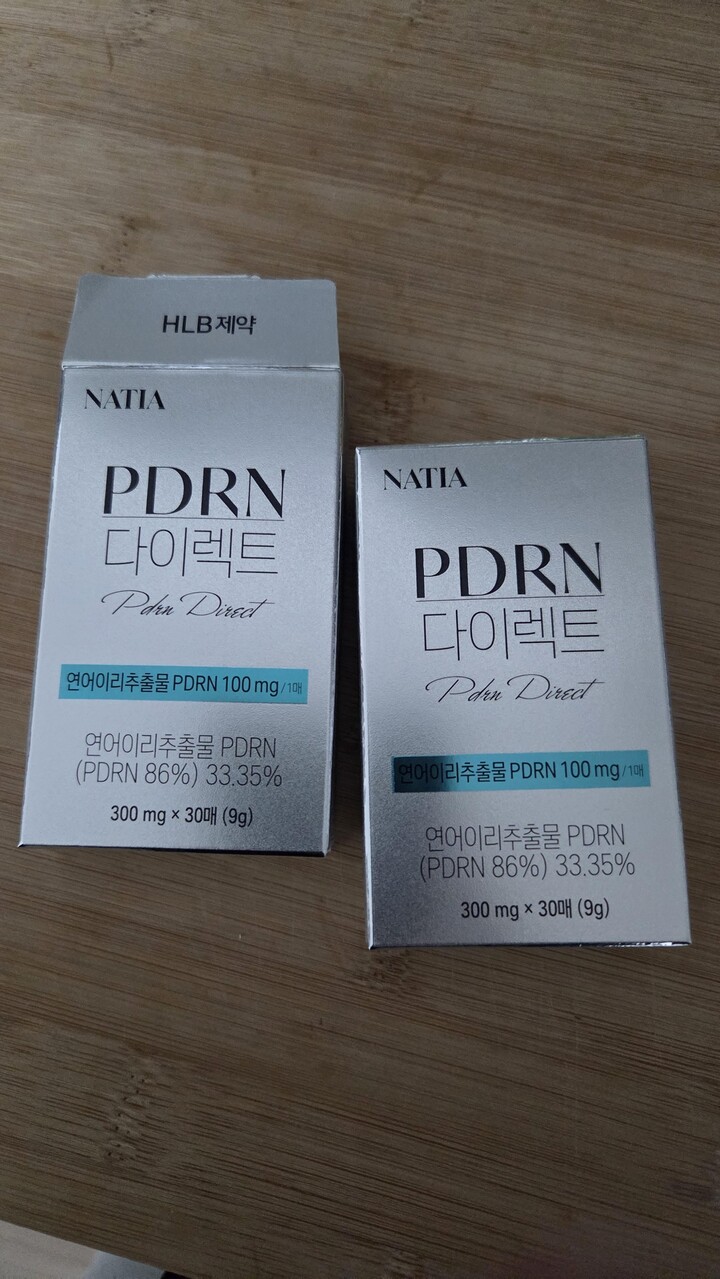 HLB제약
NATIA
PDRN
다이렉트
Pdrn Direct
연어이리추출물 PDRN 100 mg / 1매
연어이리추출물 PDRN
(PDRN 86%) 33.35%
300 mg × 30매 (9g)
NATIA
PDRN
다이렉트
Pdrn Direct
연어이리추출물 PDRN 100 mg / 1매
연어이리추출물 PDRN
(PDRN 86%) 33.35%
300 mg × 30매 (9g)